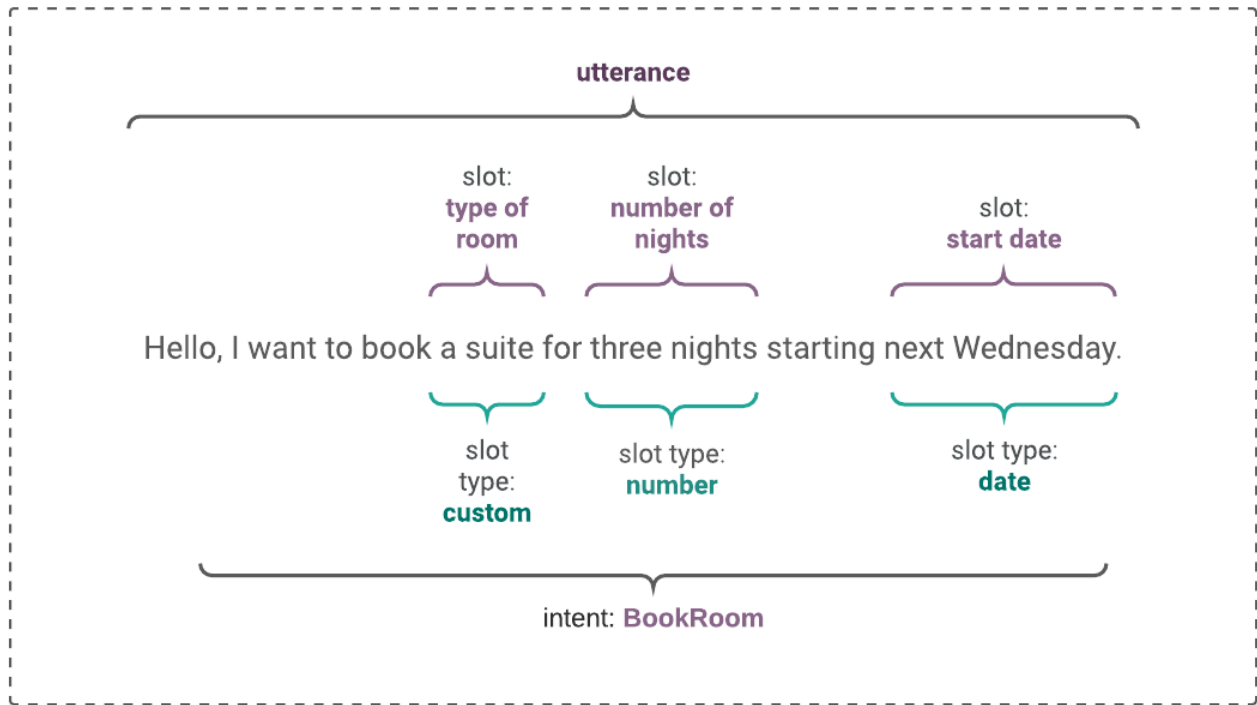 utterance
slot:
type of
room
slot:
number of
nights
slot:
start date
Hello, I want to book a suite for three nights starting next Wednesday.
slot
type:
custom
slot type:
number
slot type:
date
intent: BookRoom